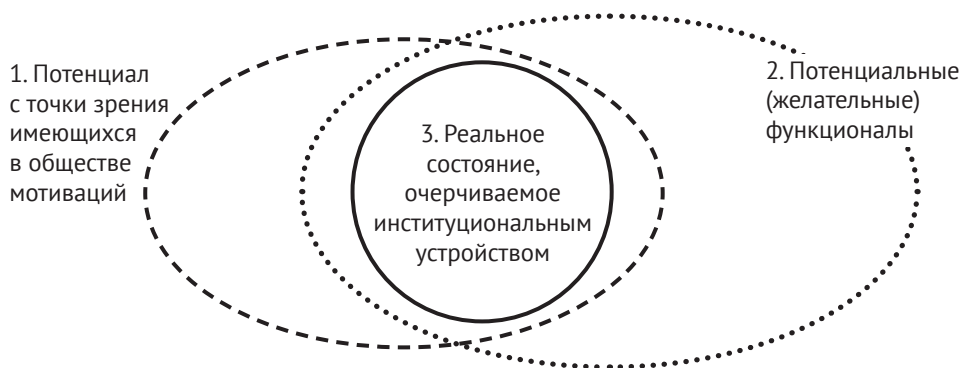 1. Потенциал
с точки зрения
имеющихся
в обществе
мотиваций
2. Потенциальные
(желательные)
функционалы
3. Реальное
состояние,
очерчиваемое
институциональным
устройством